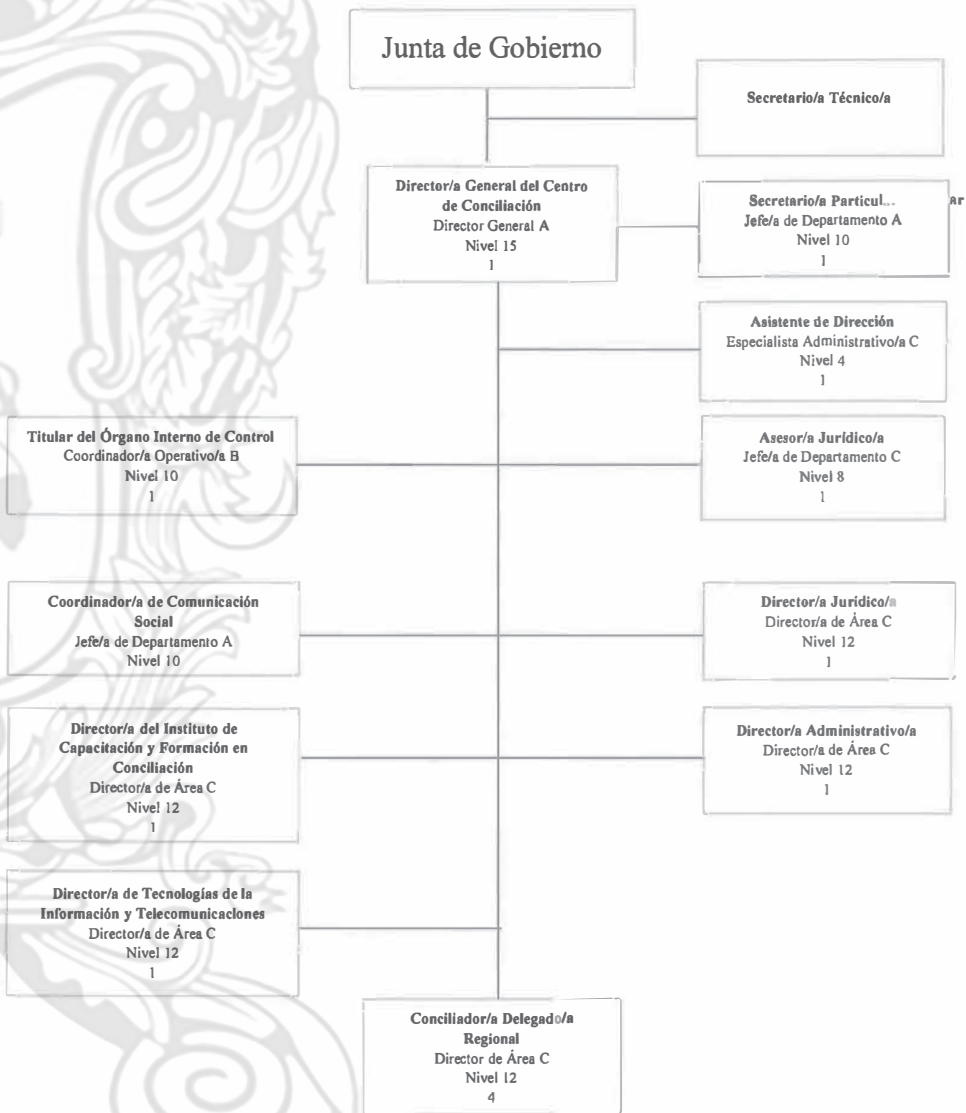 Junta de Gobierno
Secretario/a Técnico/a
Director/a General del Centro
de Conciliación
Director General A
Nivel 15
1
Secretario/a Particul... ar
Jefe/a de Departamento A
Nivel 10
1
Asistente de Dirección
Especialista Administrativo/a C
Nivel 4
1
Titular del Órgano Interno de Control
Coordinador/a Operativo/a B
Nivel 10
1
Asesor/a Jurídico/a
Jefe/a de Departamento C
Nivel 8
1
Coordinador/a de Comunicación
Social
Jefe/a de Departamento A
Nivel 10
Director/a Jurídico/a
Director/a de Área C
Nivel 12
1
Director/a del Instituto de
Capacitación y Formación en
Conciliación
Director/a de Área C
Nivel 12
1
Director/a Administrativo/a
Director/a de Área C
Nivel 12
1
Director/a de Tecnologías de la
Información y Telecomunicaciones
Director/a de Área C
Nivel 12
1
Conciliador/a Delegado/a
Regional
Director de Área C
Nivel 12
4